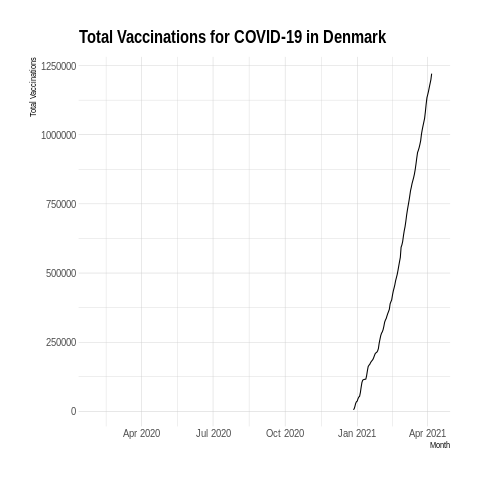 Total Vaccinations for COVID-19 in Denmark
Total Vaccinations
1250000
1000000
750000
500000
250000
0
Apr 2020 Jul 2020 Oct 2020 Jan 2021 Apr 2021
Month